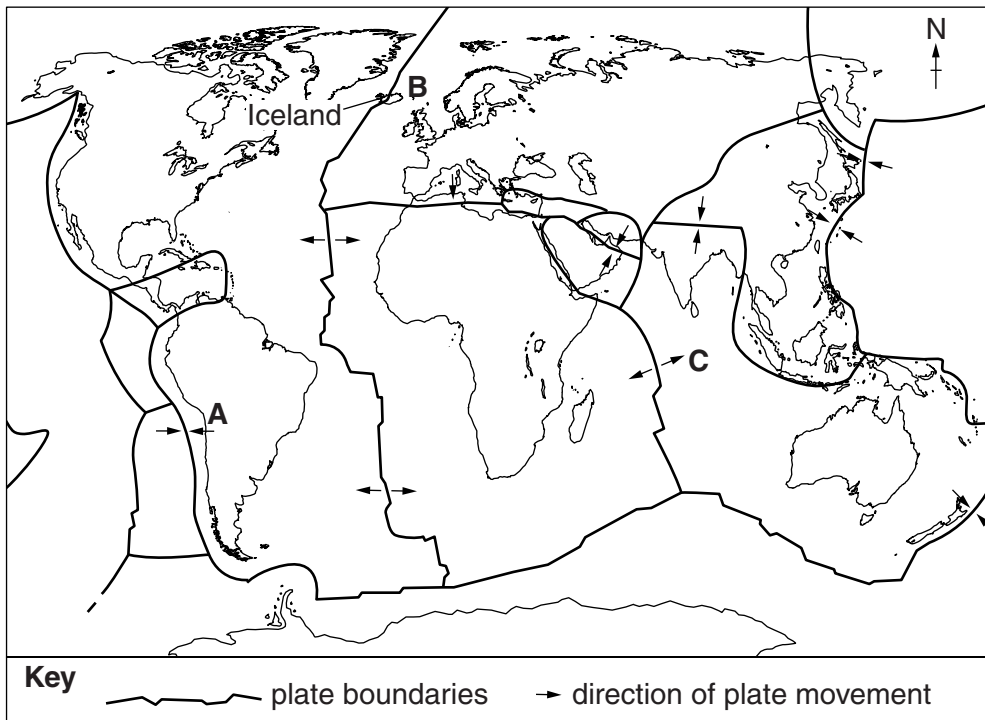 N
B
Iceland
C
A
Key
plate boundaries
direction of plate movement